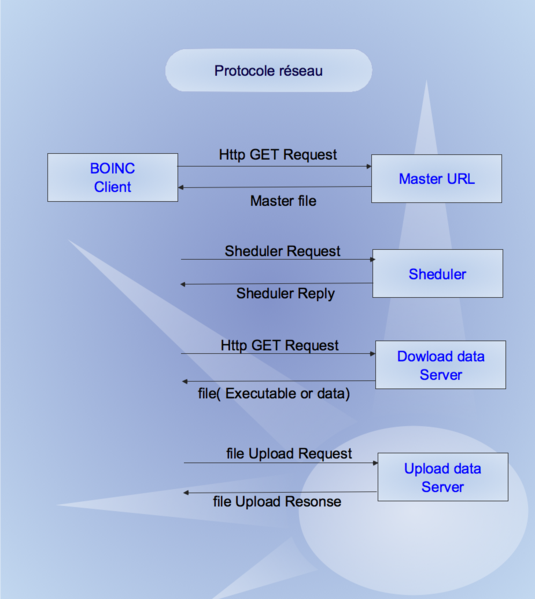 Protocole réseau
Http GET Request
BOINC
Client
Master URL
Master file
Sheduler Request
Sheduler
Sheduler Reply
Http GET Request
Dowload data
Server
file( Executable or data)
file Upload Request
Upload data
Server
file Upload Resonse